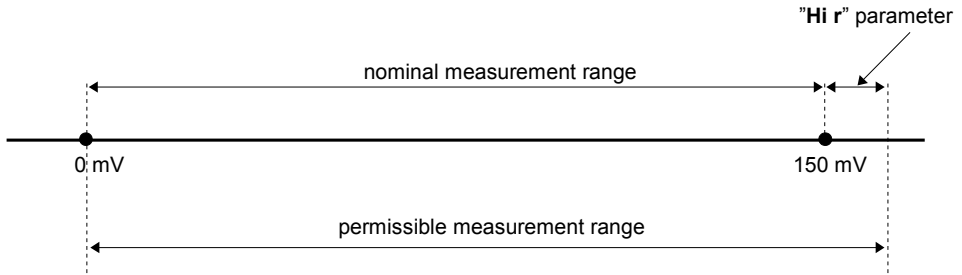 ”Hi r” parameter
nominal measurement range
0 mV
150 mV
permissible measurement range